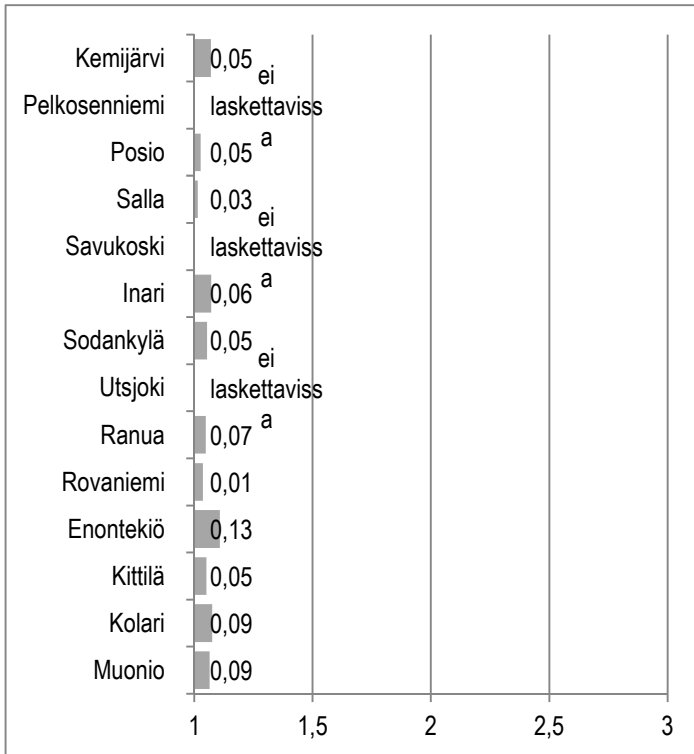 Kemijärvi 0,05
Pelkosenniemi ei
laskettaviss
a
Posio 0,05
Salla 0,03
Savukoski ei
laskettaviss
a
Inari 0,06
Sodankylä 0,05
Utsjoki ei
laskettaviss
a
Ranua 0,07
Rovaniemi 0,01
Enontekiö 0,13
Kittilä 0,05
Kolari 0,09
Muonio 0,09
1 1,5 2 2,5 3